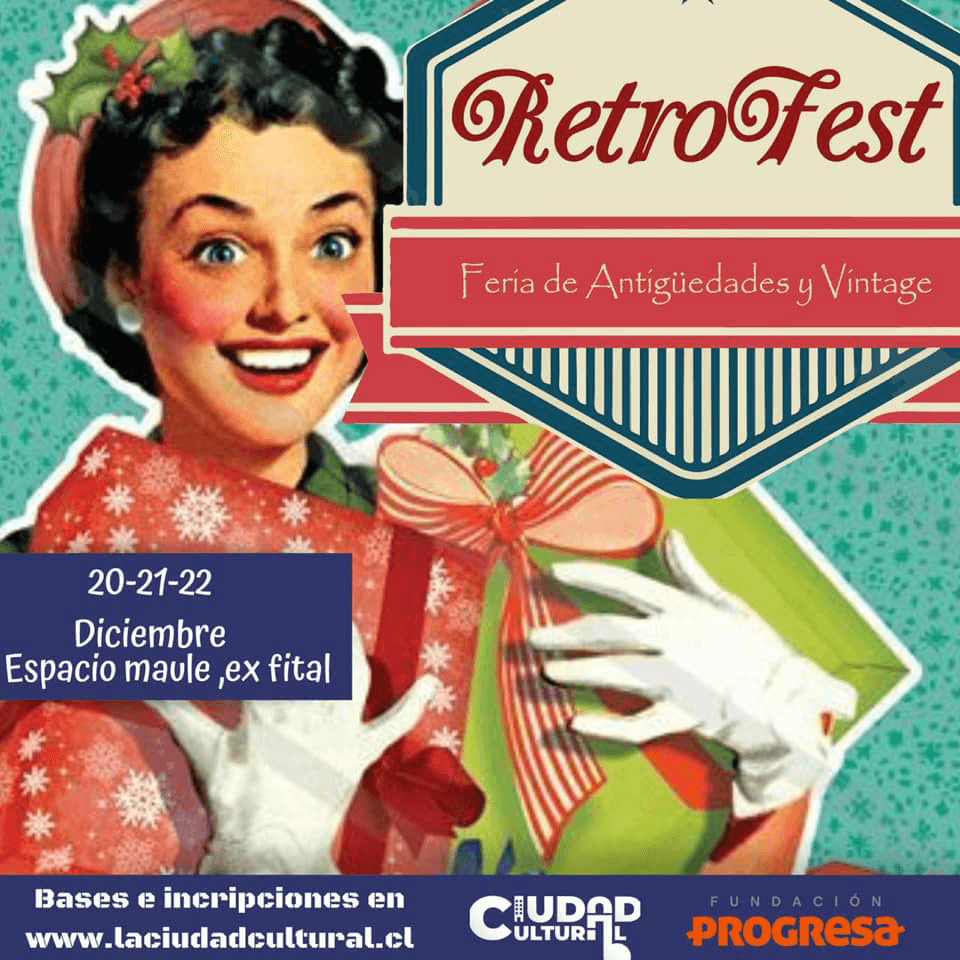 RetroFest
Feria de Antigüedades y Vintage
20-21-22
Diciembre
Espacio maule ,ex fital
Bases e incripciones en
www.laciudadcultural.cl
CIUDAD
CULTURAL
FUNDACIÓN
PROGRESA